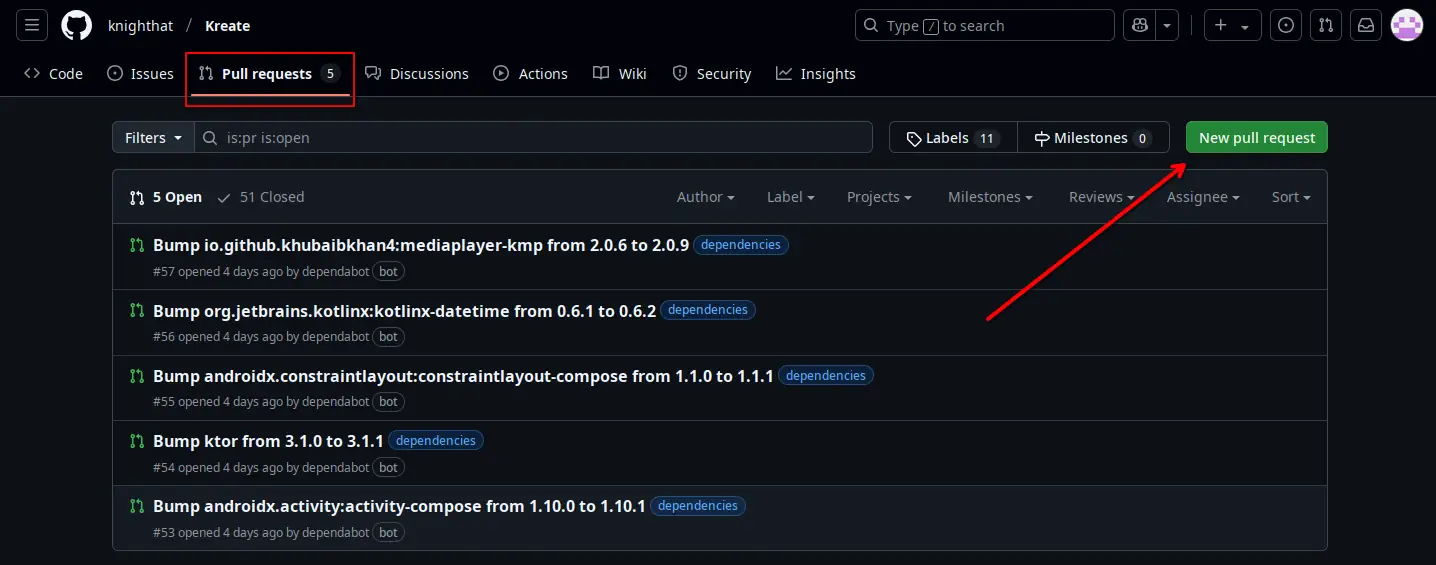 knighthat / Kreate Type / to search
Code Issues Pull requests 5 Discussions Actions Wiki Security Insights
Filters is:pr is:open Labels 11 Milestones 0 New pull request
5 Open 51 Closed Author Label Projects Milestones Reviews Assignee Sort
Bump io.github.khubaibkhan4:mediaplayer-kmp from 2.0.6 to 2.0.9 dependencies
#57 opened 4 days ago by dependabot bot
Bump org.jetbrains.kotlinx:kotlinx-datetime from 0.6.1 to 0.6.2 dependencies
#56 opened 4 days ago by dependabot bot
Bump androidx.constraintlayout:constraintlayout-compose from 1.1.0 to 1.1.1 dependencies
#55 opened 4 days ago by dependabot bot
Bump ktor from 3.1.0 to 3.1.1 dependencies
#54 opened 4 days ago by dependabot bot
Bump androidx.activity:activity-compose from 1.10.0 to 1.10.1 dependencies
#53 opened 4 days ago by dependabot bot